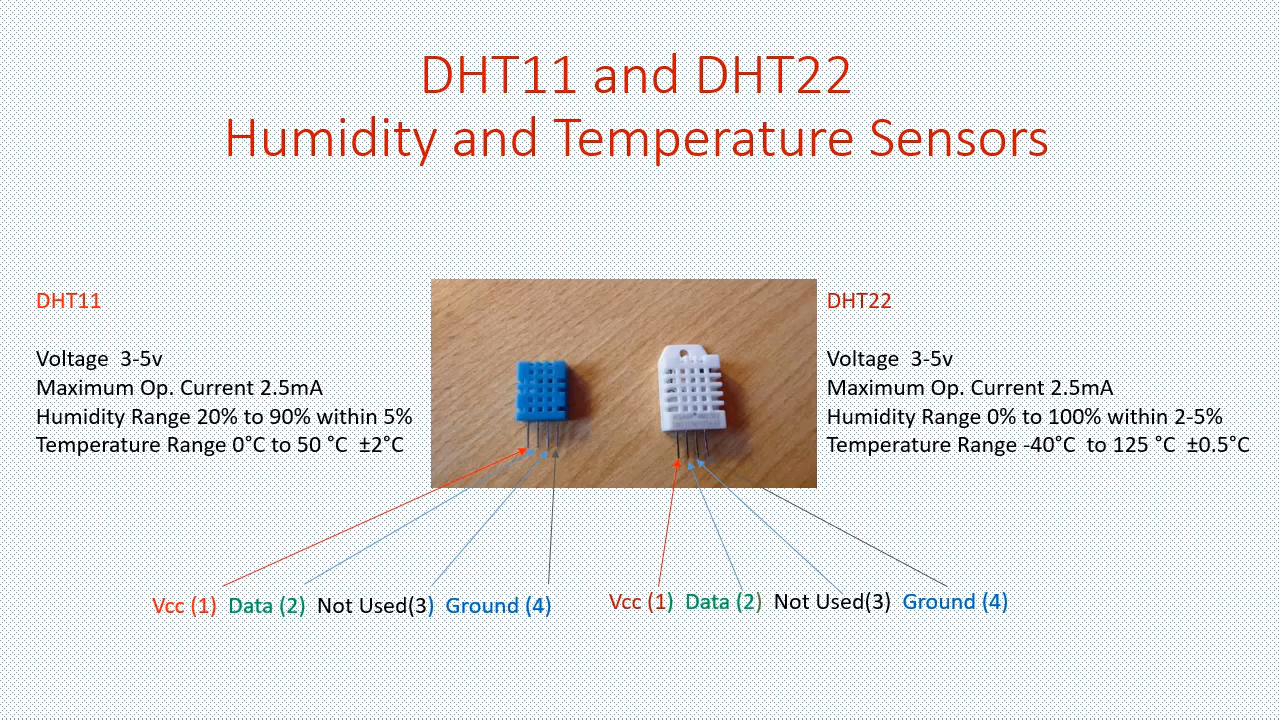 DHT11 and DHT22
Humidity and Temperature Sensors
DHT11
Voltage  3-5v
Maximum Op. Current 2.5mA
Humidity Range 20% to 90% within 5%
Temperature Range 0°C to 50 °C  ±2°C
DHT22
Voltage  3-5v
Maximum Op. Current 2.5mA
Humidity Range 0% to 100% within 2-5%
Temperature Range -40°C  to 125 °C  ±0.5°C
Vcc (1)  Data (2)  Not Used(3)  Ground (4)
Vcc (1)  Data (2)  Not Used(3)  Ground (4)